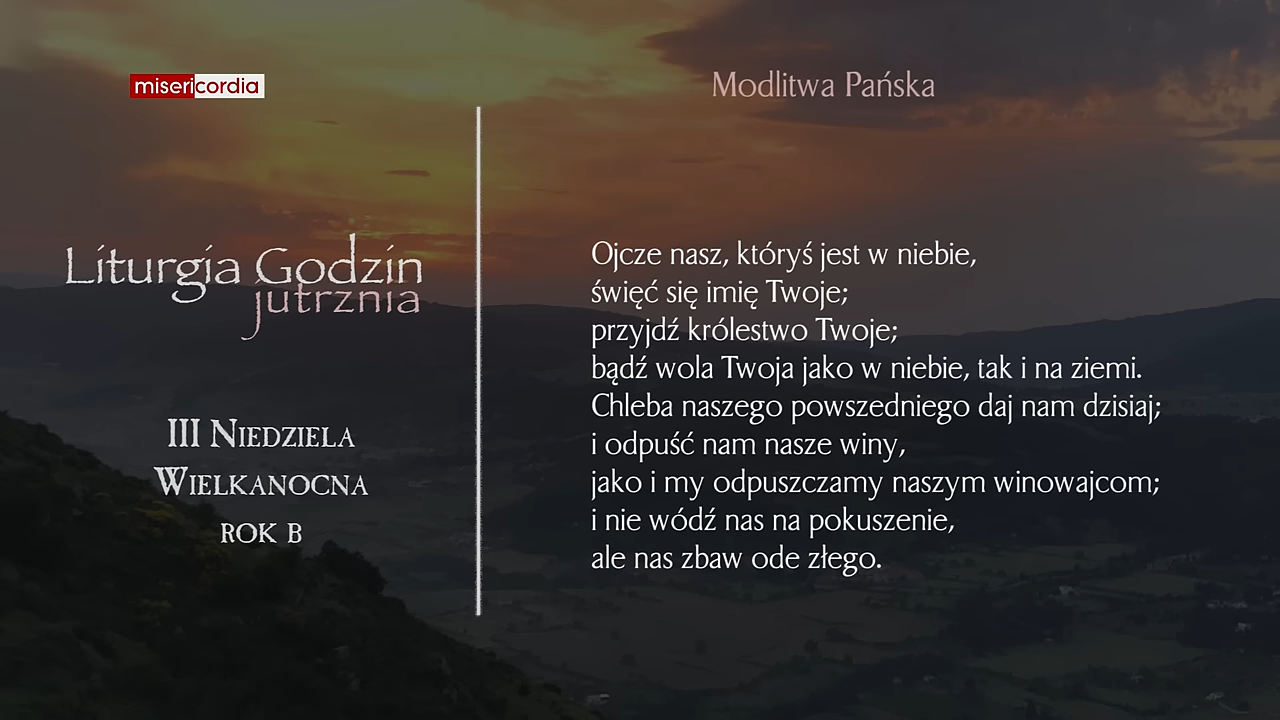 misericordia
Liturgia Godzin
jutrznia
III Niedziela
Wielkanocna
rok B
Modlitwa Pańska
Ojcze nasz, któryś jest w niebie,
święć się imię Twoje;
przyjdź królestwo Twoje;
bądź wola Twoja jako w niebie, tak i na ziemi.
Chleba naszego powszedniego daj nam dzisiaj;
i odpuść nam nasze winy,
jako i my odpuszczamy naszym winowajcom;
i nie wódź nas na pokuszenie,
ale nas zbaw ode złego.